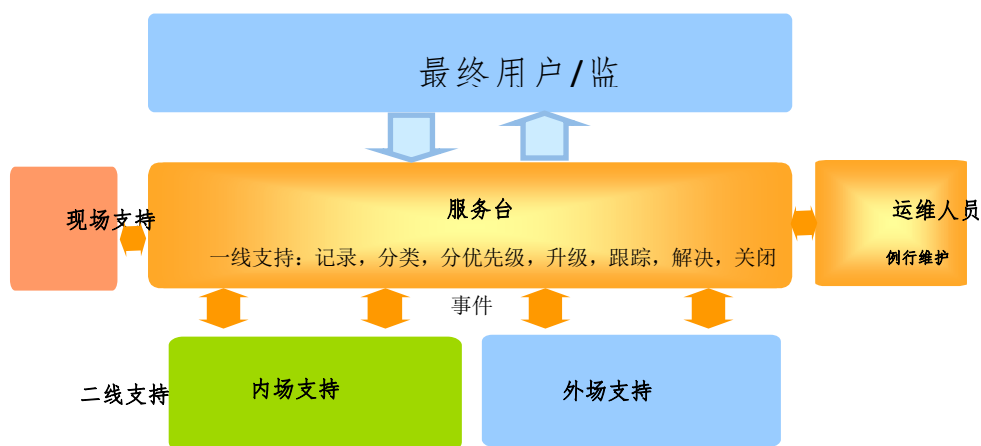 最终用户/监
现场支持
服务台
运维人员
一线支持：记录，分类，分优先级，升级，跟踪，解决，关闭
例行维护
事件
二线支持
内场支持
外场支持